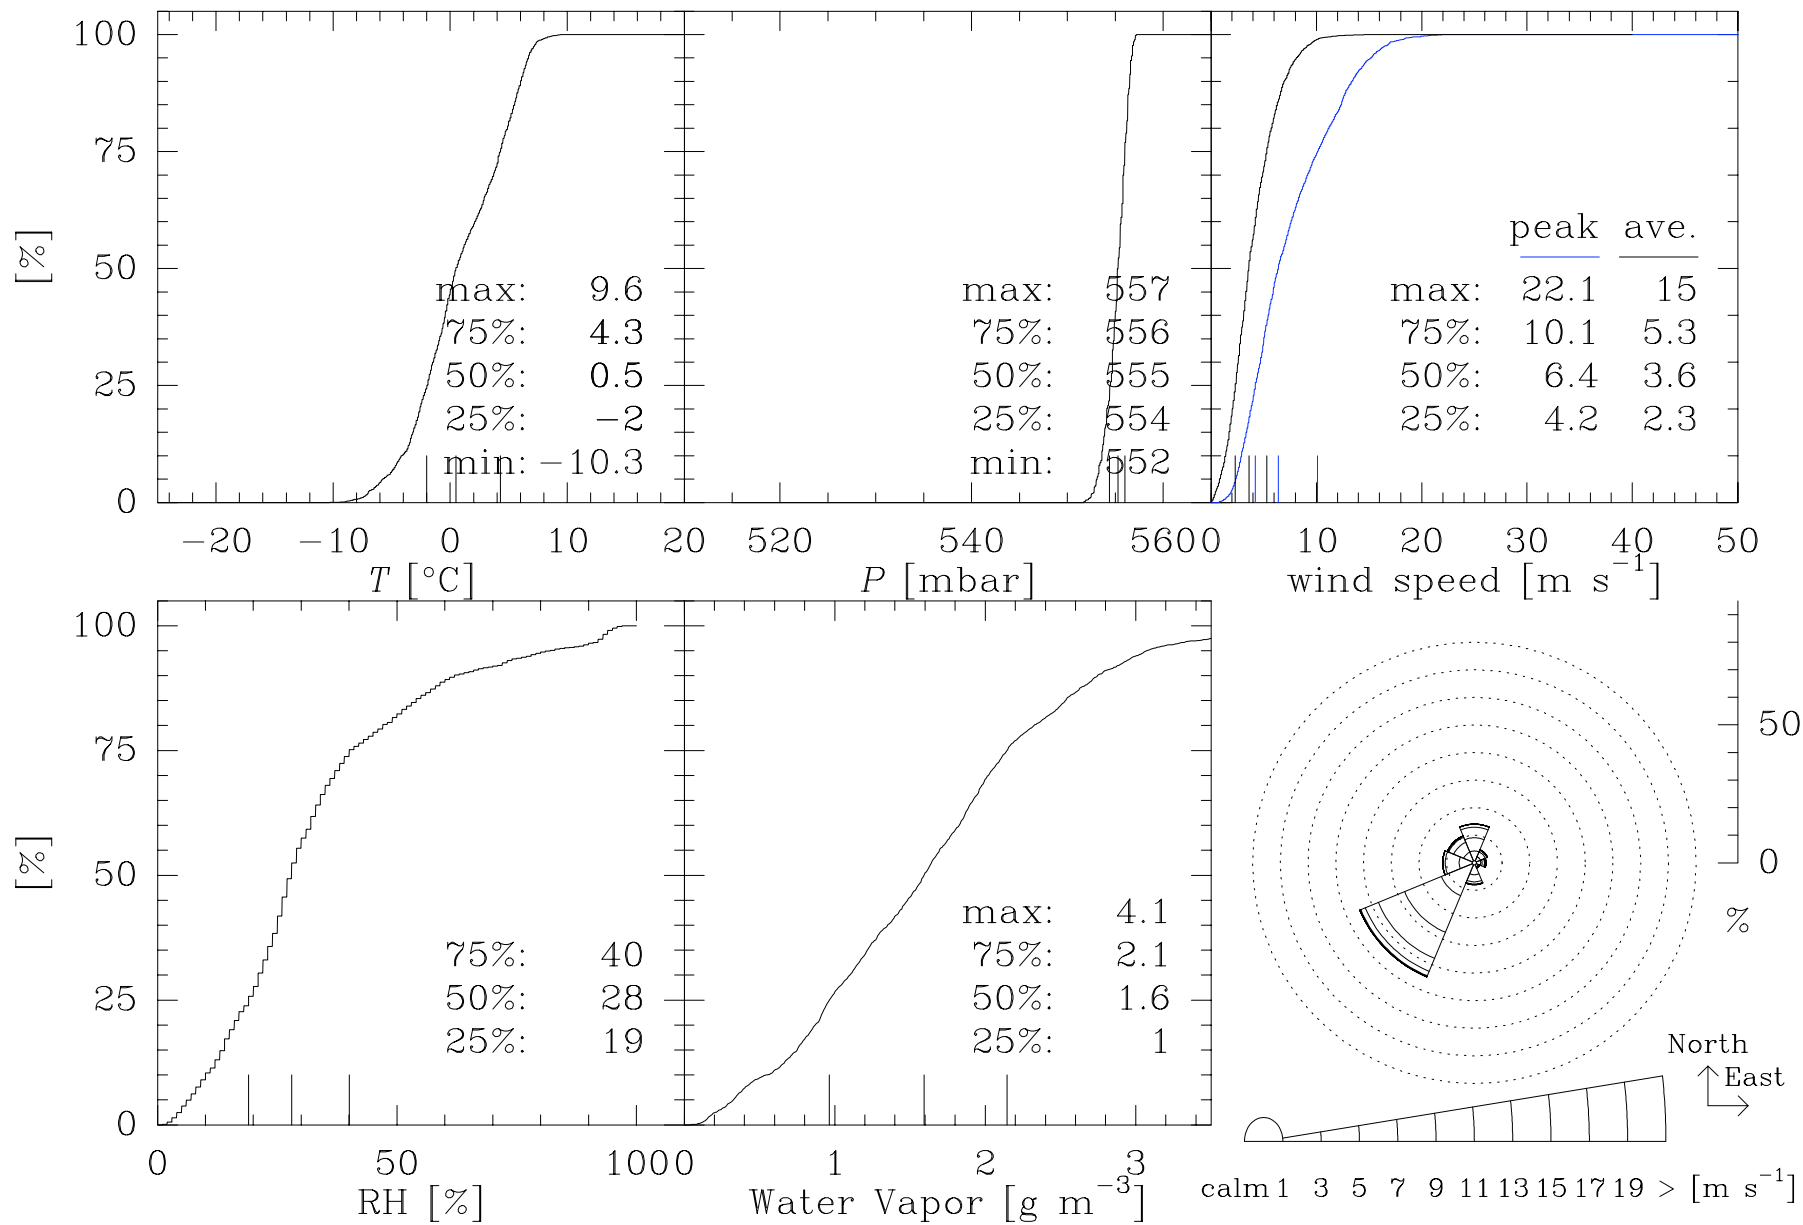 100
75
[%]
50
25
0
peak ave.
max: 9.6
75%: 4.3
50%: 0.5
25%: −2
min: −10.3
max: 557
75%: 556
50%: 555
25%: 554
min: 552
max: 22.1 15
75%: 10.1 5.3
50%: 6.4 3.6
25%: 4.2 2.3
−20 −10 0 10 20 520 540 560 0 10 20 30 40 50
T [°C] P [mbar] wind speed [m s−1]
100
75
[%]
50
25
0
75%: 40
50%: 28
25%: 19
max: 4.1
75%: 2.1
50%: 1.6
25%: 1
50
0
%
North
East
0 50 100 0 1 2 3
RH [%] Water Vapor [g m−3]
calm 1 3 5 7 9 11 13 15 17 19 > [m s−1]